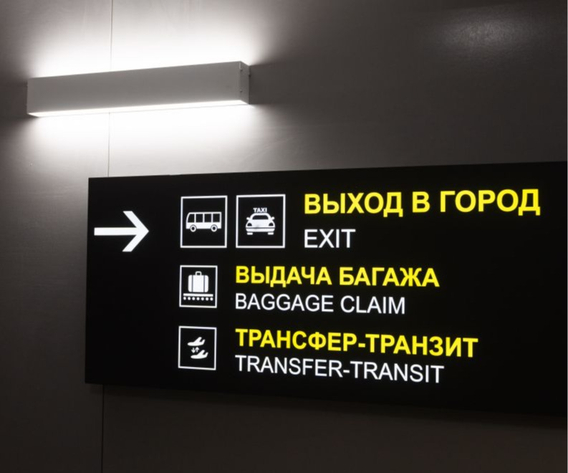 TAXI
ВЫХОД В ГОРОД
EXIT
ВЫДАЧА БАГАЖА
BAGGAGE CLAIM
ТРАНСФЕР-ТРАНЗИТ
TRANSFER-TRANSIT